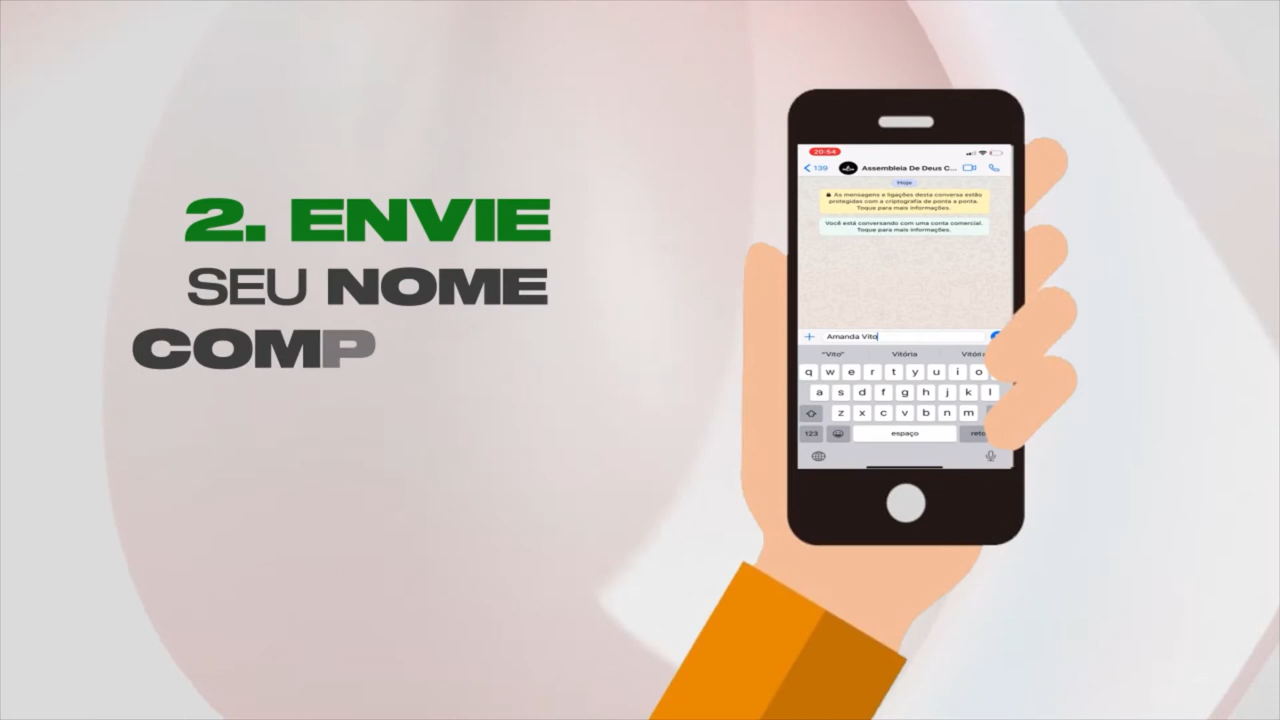 2. ENVIE
SEU NOME
COMP
20:54
139
Assembleia De Deus C...
Hoje
As mensagens e ligações desta conversa estão
protegidas com a criptografia de ponta a ponta.
Toque para mais informações.
Você está conversando com uma conta comercial.
Toque para mais informações.
Amanda Vito
"Vito" Vitória
q w e r t y u i o
a s d f g h j k l
z x c v b n m
123 espaço